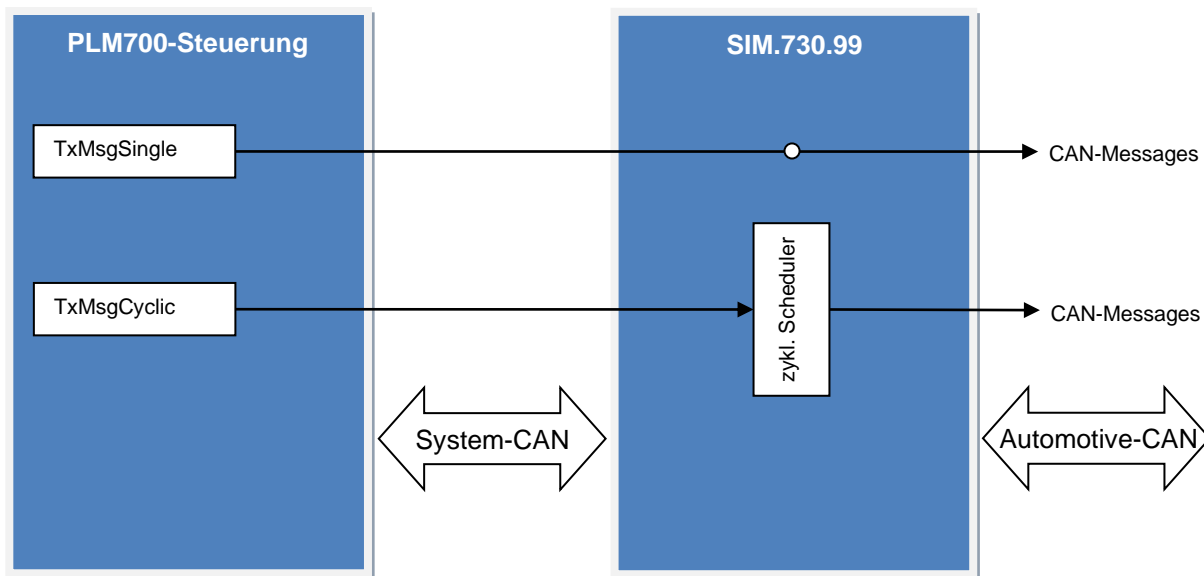 PLM700-Steuerung
SIM.730.99
TxMsgSingle
CAN-Messages
TxMsgCyclic
zykl. Scheduler
CAN-Messages
System-CAN
Automotive-CAN